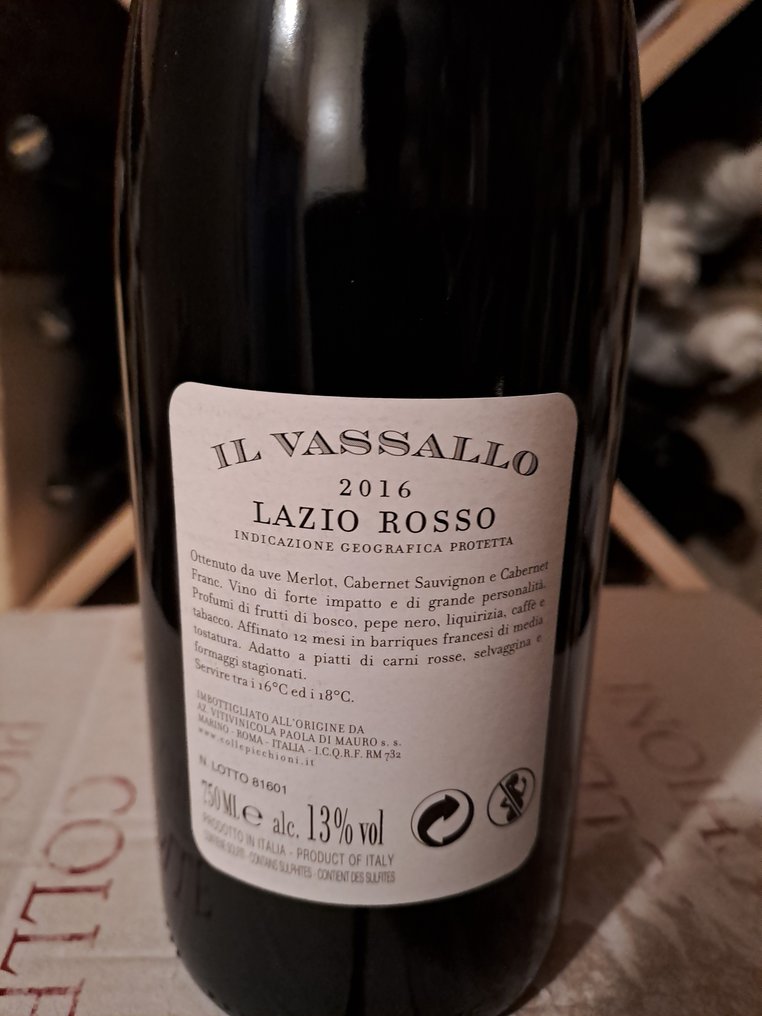 IL VASSALLO
2016
LAZIO ROSSO
INDICAZIONE GEOGRAFICA PROTETTA
Ottenuto da uve Merlot, Cabernet Sauvignon e Cabernet
Franc. Vino di forte impatto e di grande personalità.
Profumi di frutti di bosco, pepe nero, liquirizia, caffè e
tabacco. Affinato 12 mesi in barriques francesi di media
tostatura. Adatto a piatti di carni rosse, selvaggina e
formaggi stagionati.
Servire tra i 16°C ed i 18°C.
IMBOTTIGLIATO ALL'ORIGINE DA
AZ. VITIVINICOLA PAOLA DI MAURO s. s.
MARINO - ROMA - ITALIA - I.C.Q.R.F. RM 732
www.collepicchioni.it
N. LOTTO 81601
750 ML e alc. 13% vol
PRODOTTO IN ITALIA - PRODUCT OF ITALY
CONTIENE SOLFITI - CONTAINS SULPHITES - CONTIENT DES SULFITES